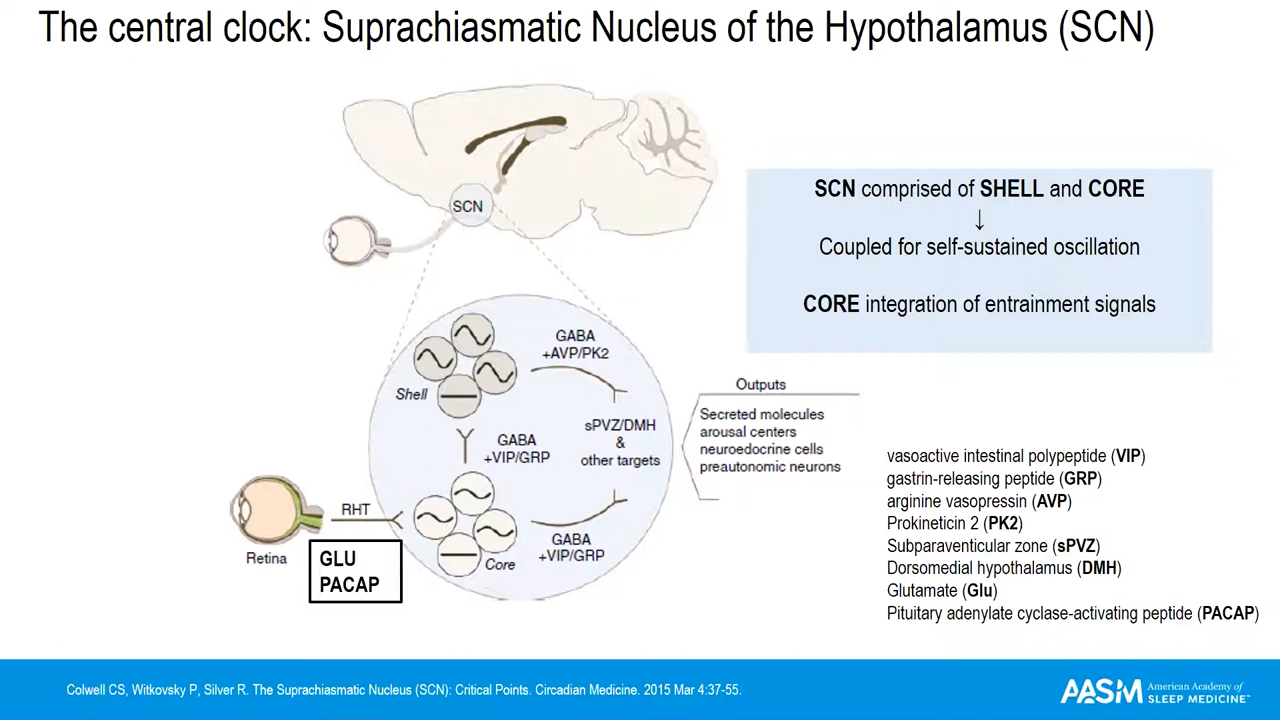 The central clock: Suprachiasmatic Nucleus of the Hypothalamus (SCN)
SCN
SCN comprised of SHELL and CORE
↓
Coupled for self-sustained oscillation
CORE integration of entrainment signals
GABA
+AVP/PK2
Shell
GABA
+VIP/GRP
sPVZ/DMH
&
other targets
Outputs
Secreted molecules
arousal centers
neuroedocrine cells
preautonomic neurons
RHT
Retina
GLU
PACAP
Core
GABA
+VIP/GRP
vasoactive intestinal polypeptide (VIP)
gastrin-releasing peptide (GRP)
arginine vasopressin (AVP)
Prokineticin 2 (PK2)
Subparaventicular zone (sPVZ)
Dorsomedial hypothalamus (DMH)
Glutamate (Glu)
Pituitary adenylate cyclase-activating peptide (PACAP)
Colwell CS, Witkovsky P, Silver R. The Suprachiasmatic Nucleus (SCN): Critical Points. Circadian Medicine. 2015 Mar 4:37-55.
AASM
American Academy of
SLEEP MEDICINE™